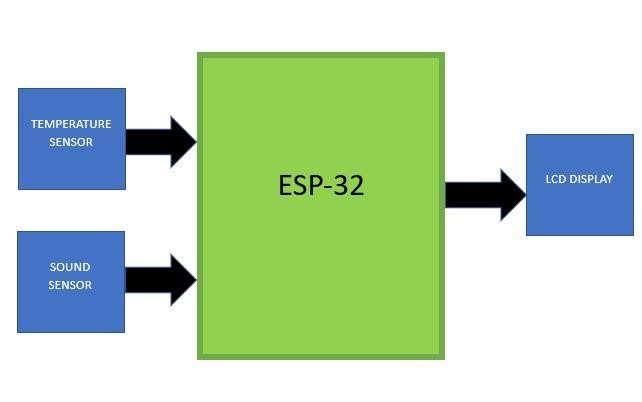 TEMPERATURE
SENSOR
SOUND
SENSOR
ESP-32
LCD DISPLAY